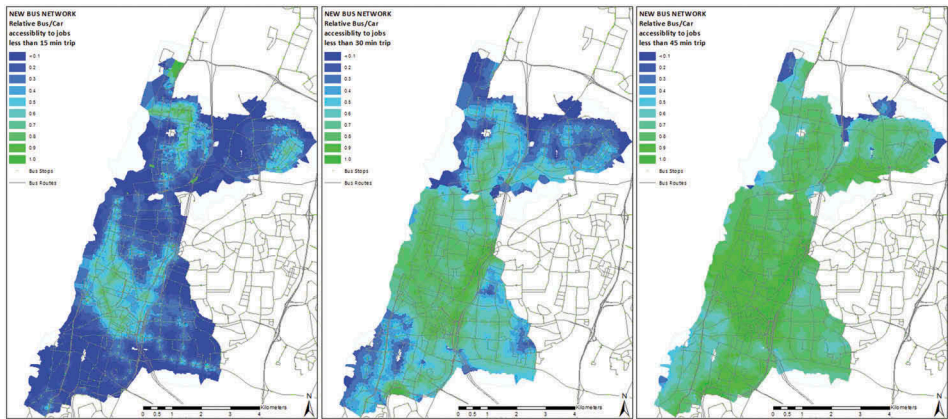 NEW BUS NETWORK
Relative Bus/Car
accessiblity to jobs
less than 15 min trip
< 0.1
0.2
0.3
0.4
0.5
0.6
0.7
0.8
0.9
1.0
Bus Stops
Bus Routes
N
0 0.5 1 2 3 4
Kilometers
NEW BUS NETWORK
Relative Bus/Car
accessiblity to jobs
less than 30 min trip
< 0.1
0.2
0.3
0.4
0.5
0.6
0.7
0.8
0.9
1.0
Bus Stops
Bus Routes
N
0 0.5 1 2 3 4
Kilometers
NEW BUS NETWORK
Relative Bus/Car
accessiblity to jobs
less than 45 min trip
< 0.1
0.2
0.3
0.4
0.5
0.6
0.7
0.8
0.9
1.0
Bus Stops
Bus Routes
N
0 0.5 1 2 3 4
Kilometers